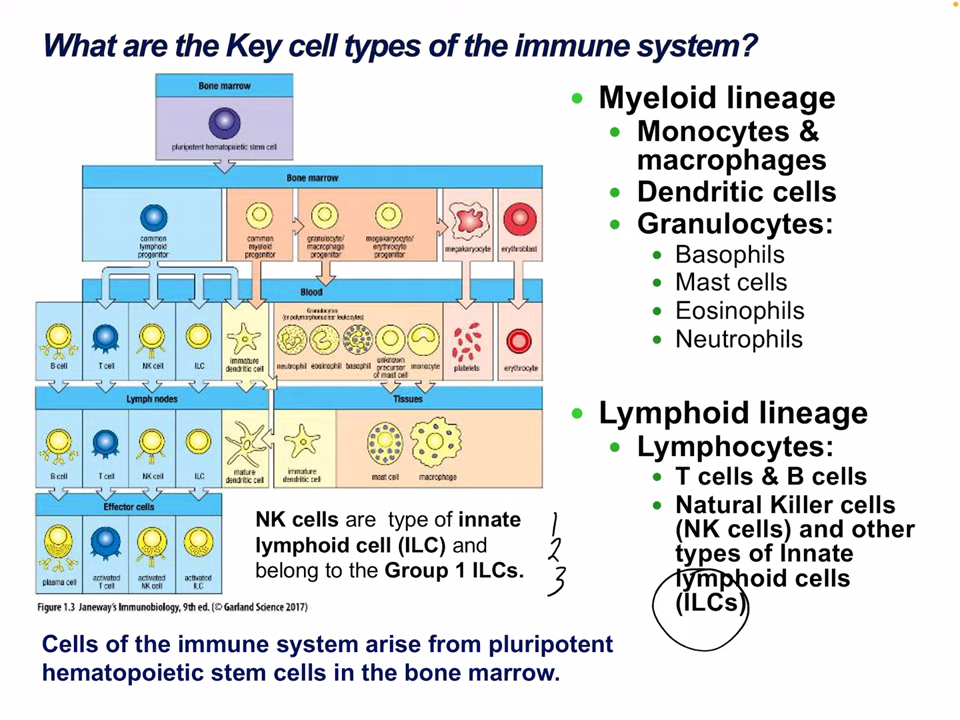 What are the Key cell types of the immune system?
Bone marrow
pluripotent hematopoietic stem cell
Bone marrow
common lymphoid progenitor
common myeloid progenitor
granulocyte/ macrophage progenitor
megakaryocyte/ erythrocyte progenitor
megakaryocyte
erythroblast
Blood
Granulocytes
(or polymorphonuclear leukocytes)
B cell
T cell
NK cell
ILC
immature dendritic cell
neutrophil
eosinophil
basophil
unknown precursor of mast cell
monocyte
platelets
erythrocyte
Lymph nodes
Tissues
B cell
T cell
NK cell
ILC
mature dendritic cell
immature dendritic cell
mast cell
macrophage
Effector cells
plasma cell
activated T cell
activated NK cell
activated ILC
Figure 1.3 Janeway's Immunobiology, 9th ed. (© Garland Science 2017)
NK cells are type of innate
lymphoid cell (ILC) and
belong to the Group 1 ILCs.
1
2
3
Cells of the immune system arise from pluripotent
hematopoietic stem cells in the bone marrow.
Myeloid lineage
Monocytes &
macrophages
Dendritic cells
Granulocytes:
Basophils
Mast cells
Eosinophils
Neutrophils
Lymphoid lineage
Lymphocytes:
T cells & B cells
Natural Killer cells
(NK cells) and other
types of Innate
lymphoid cells
(ILCs)